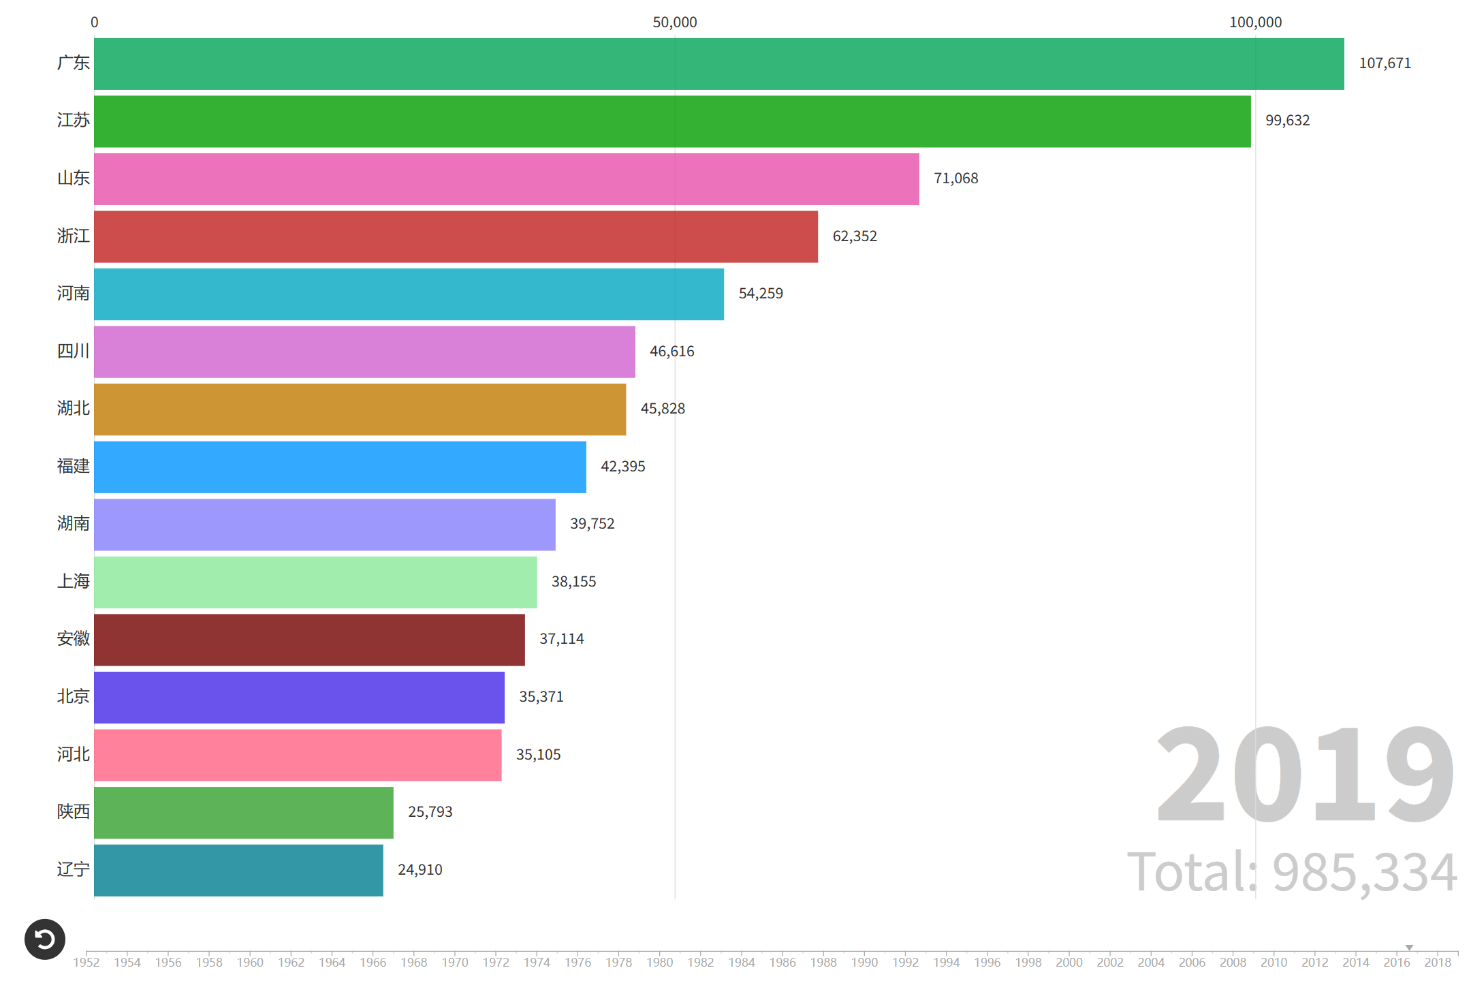 0 50,000 100,000
广东 107,671
江苏 99,632
山东 71,068
浙江 62,352
河南 54,259
四川 46,616
湖北 45,828
福建 42,395
湖南 39,752
上海 38,155
安徽 37,114
北京 35,371
河北 35,105
陕西 25,793
辽宁 24,910
2019
Total: 985,334
1952 1954 1956 1958 1960 1962 1964 1966 1968 1970 1972 1974 1976 1978 1980 1982 1984 1986 1988 1990 1992 1994 1996 1998 2000 2002 2004 2006 2008 2010 2012 2014 2016 2018